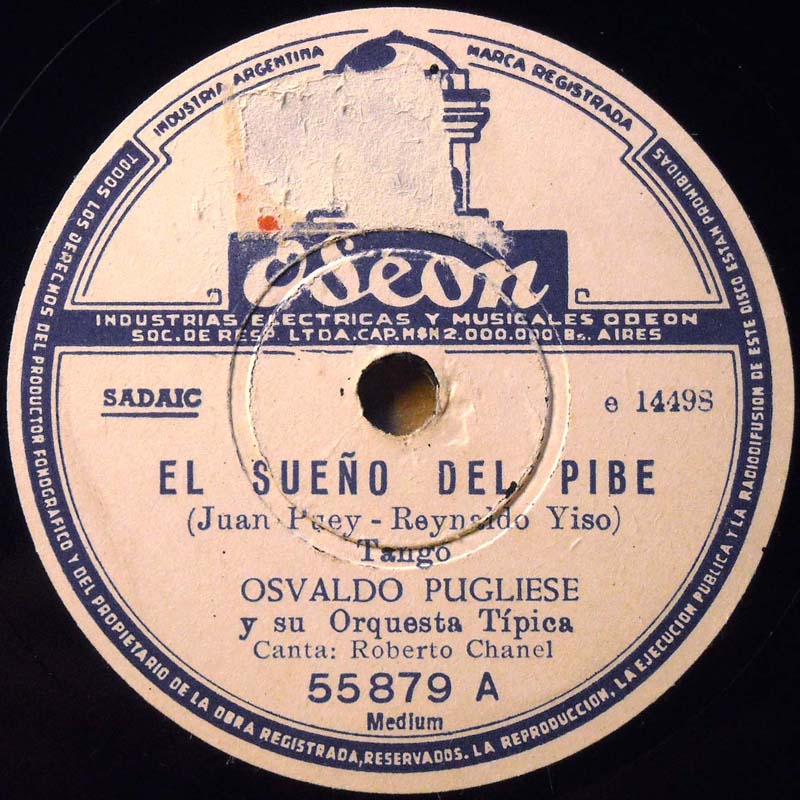 INDUSTRIA ARGENTINA
MARCA REGISTRADA
Odeon
INDUSTRIAS ELECTRICAS Y MUSICALES ODEON
SOC. DE RESP. LTDA. CAP. M$N 2.000.000 Bs. AIRES
SADAIC
e 14498
EL SUEÑO DEL PIBE
(Juan Puey - Reynaldo Yiso)
Tango
OSVALDO PUGLIESE
y su Orquesta Típica
Canta: Roberto Chanel
55879 A
Medium
TODOS LOS DERECHOS DEL PRODUCTOR FONOGRAFICO Y DEL PROPIETARIO DE LA OBRA REGISTRADA, RESERVADOS. LA REPRODUCCION, LA EJECUCION PUBLICA Y LA RADIODIFUSION DE ESTE DISCO ESTAN PROHIBIDAS